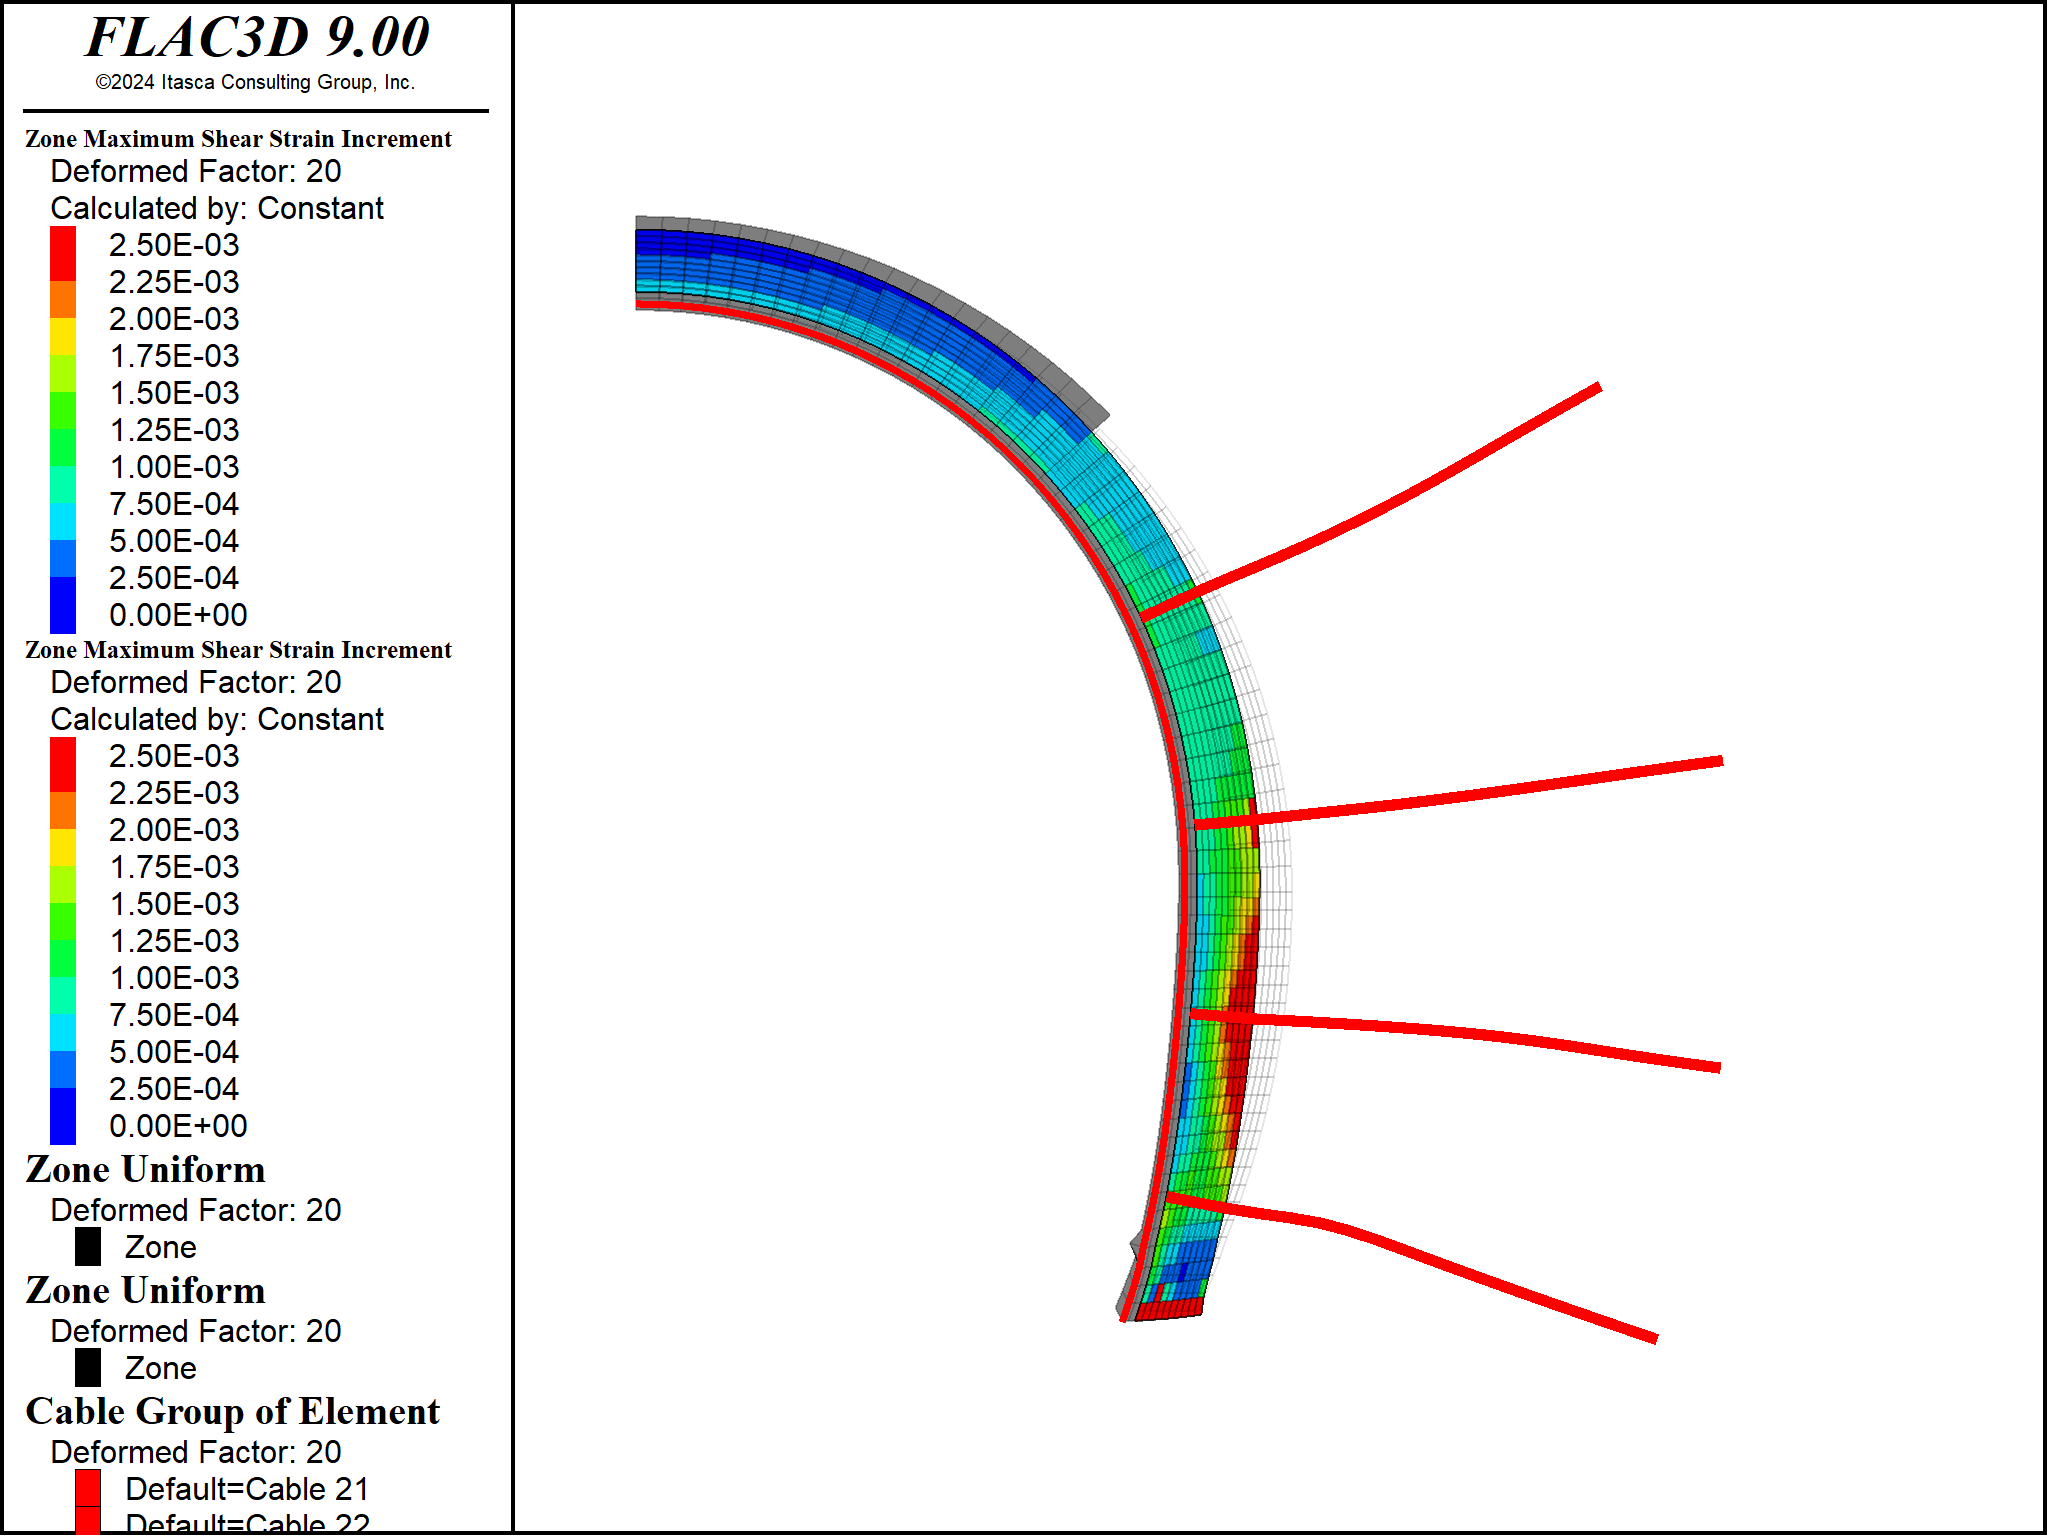 FLAC3D 9.00
©2024 Itasca Consulting Group, Inc.
Zone Maximum Shear Strain Increment
Deformed Factor: 20
Calculated by: Constant
2.50E-03
2.25E-03
2.00E-03
1.75E-03
1.50E-03
1.25E-03
1.00E-03
7.50E-04
5.00E-04
2.50E-04
0.00E+00
Zone Maximum Shear Strain Increment
Deformed Factor: 20
Calculated by: Constant
2.50E-03
2.25E-03
2.00E-03
1.75E-03
1.50E-03
1.25E-03
1.00E-03
7.50E-04
5.00E-04
2.50E-04
0.00E+00
Zone Uniform
Deformed Factor: 20
Zone
Zone Uniform
Deformed Factor: 20
Zone
Cable Group of Element
Deformed Factor: 20
Default=Cable 21
Default=Cable 22